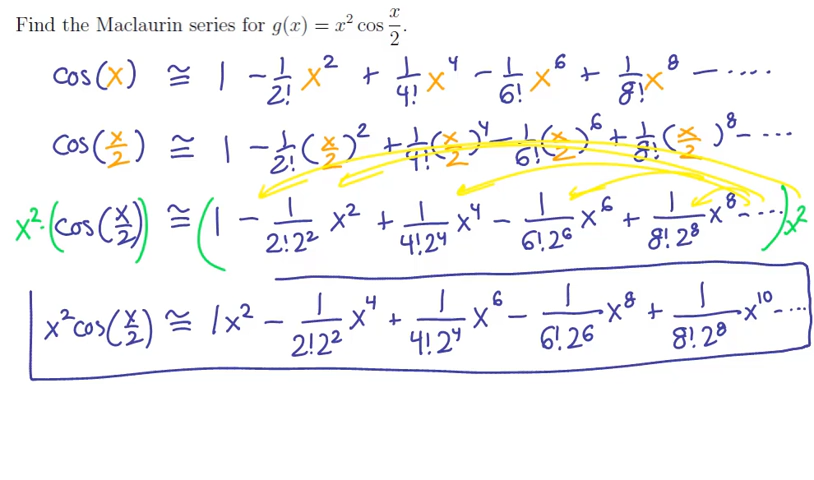 Find the Maclaurin series for g(x) = x² cos x/2.
cos(x) ≅ 1 - 1/2! x² + 1/4! x⁴ - 1/6! x⁶ + 1/8! x⁸ - ....
cos(x/2) ≅ 1 - 1/2! (x/2)² + 1/4! (x/2)⁴ - 1/6! (x/2)⁶ + 1/8! (x/2)⁸ - ...
x² · (cos(x/2)) ≅ (1 - 1/2!2² x² + 1/4!2⁴ x⁴ - 1/6!2⁶ x⁶ + 1/8!2⁸ x⁸ - ...) x²
x² cos(x/2) ≅ 1x² - 1/2!2² x⁴ + 1/4!2⁴ x⁶ - 1/6!2⁶ x⁸ + 1/8!2⁸ x¹⁰ - ...